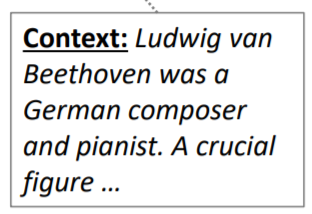 Context: Ludwig van
Beethoven was a
German composer
and pianist. A crucial
figure ...